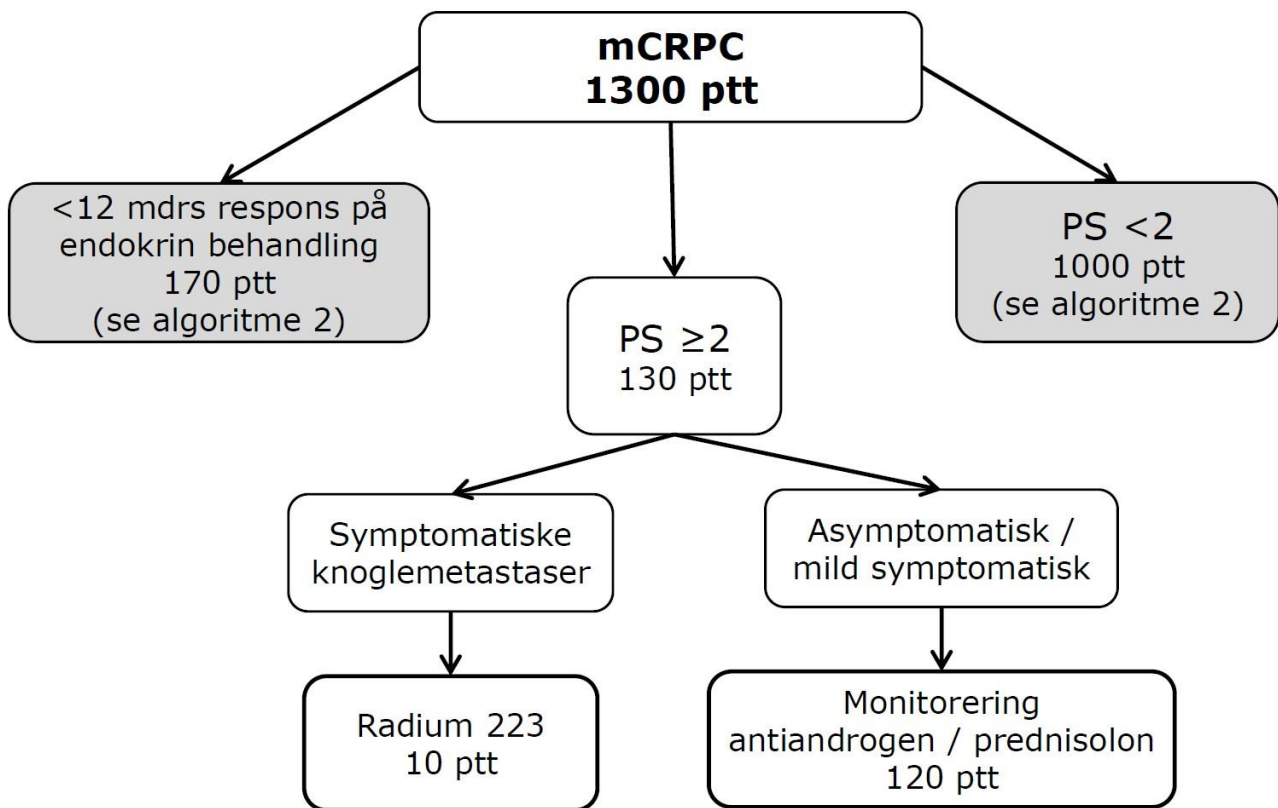 mCRPC
1300 ptt
<12 mdrs respons på
endokrin behandling
170 ptt
(se algoritme 2)
PS <2
1000 ptt
(se algoritme 2)
PS ≥2
130 ptt
Symptomatiske
knoglemetastaser
Asymptomatisk /
mild symptomatisk
Radium 223
10 ptt
Monitorering
antiandrogen / prednisolon
120 ptt